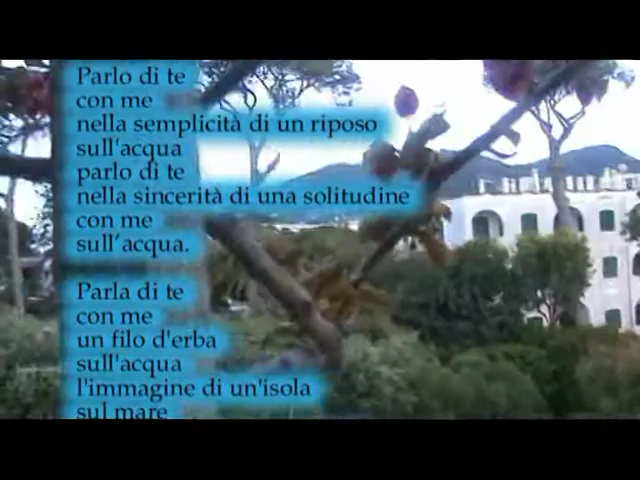 Parlo di te
con me
nella semplicità di un riposo
sull'acqua
parlo di te
nella sincerità di una solitudine
con me
sull'acqua.
Parla di te
con me
un filo d'erba
sull'acqua
l'immagine di un'isola
sul mare